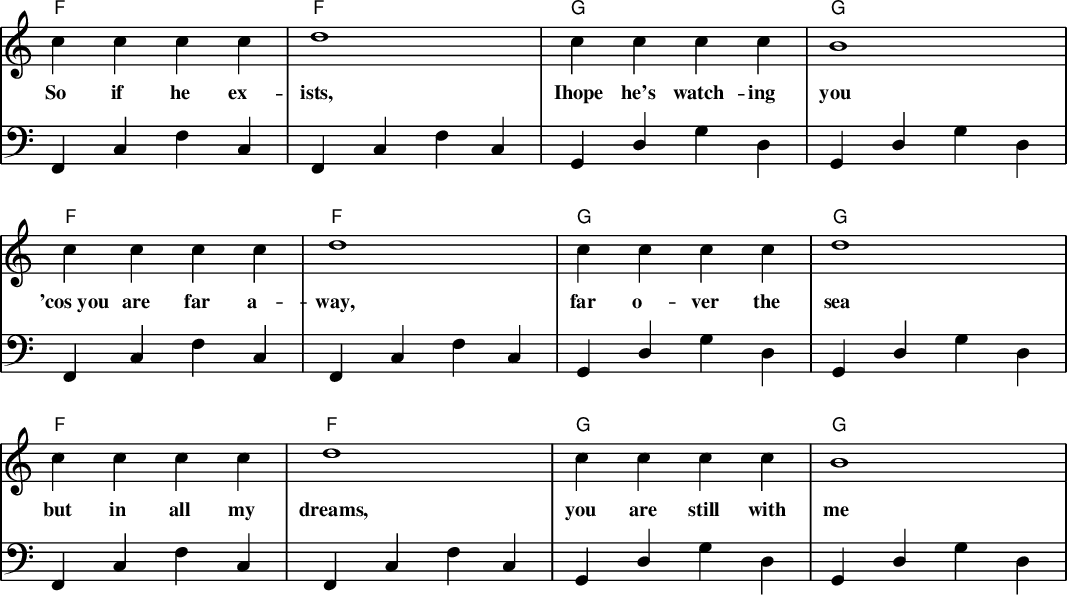 F F G G
So if he ex - ists, Ihope he's watch - ing you
F F G G
'cos you are far a - way, far o - ver the sea
F F G G
but in all my dreams, you are still with me